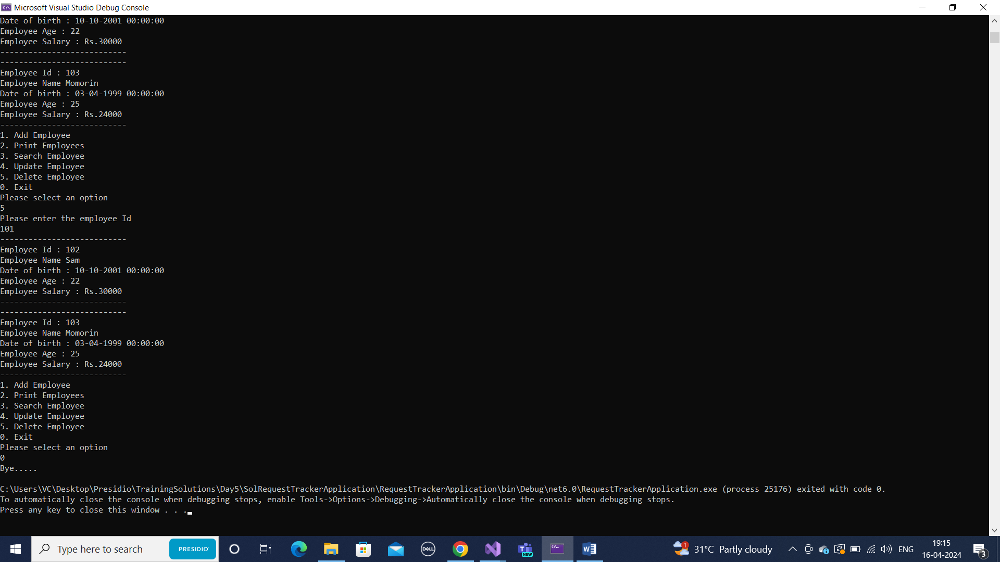 Microsoft Visual Studio Debug Console
Date of birth : 10-10-2001 00:00:00
Employee Age : 22
Employee Salary : Rs.30000
---------------------------
---------------------------
Employee Id : 103
Employee Name Momorin
Date of birth : 03-04-1999 00:00:00
Employee Age : 25
Employee Salary : Rs.24000
---------------------------
1. Add Employee
2. Print Employees
3. Search Employee
4. Update Employee
5. Delete Employee
0. Exit
Please select an option
5
Please enter the employee Id
101
---------------------------
Employee Id : 102
Employee Name Sam
Date of birth : 10-10-2001 00:00:00
Employee Age : 22
Employee Salary : Rs.30000
---------------------------
---------------------------
Employee Id : 103
Employee Name Momorin
Date of birth : 03-04-1999 00:00:00
Employee Age : 25
Employee Salary : Rs.24000
---------------------------
1. Add Employee
2. Print Employees
3. Search Employee
4. Update Employee
5. Delete Employee
0. Exit
Please select an option
0
Bye.....
C:\Users\VC\Desktop\Presidio\TrainingSolutions\Day5\SolRequestTrackerApplication\RequestTrackerApplication\bin\Debug\net6.0\RequestTrackerApplication.exe (process 25176) exited with code 0.
To automatically close the console when debugging stops, enable Tools->Options->Debugging->Automatically close the console when debugging stops.
Press any key to close this window . . .
Type here to search PRESIDIO DELL NEW 1 31°C Partly cloudy ENG 19:15
16-04-2024 3